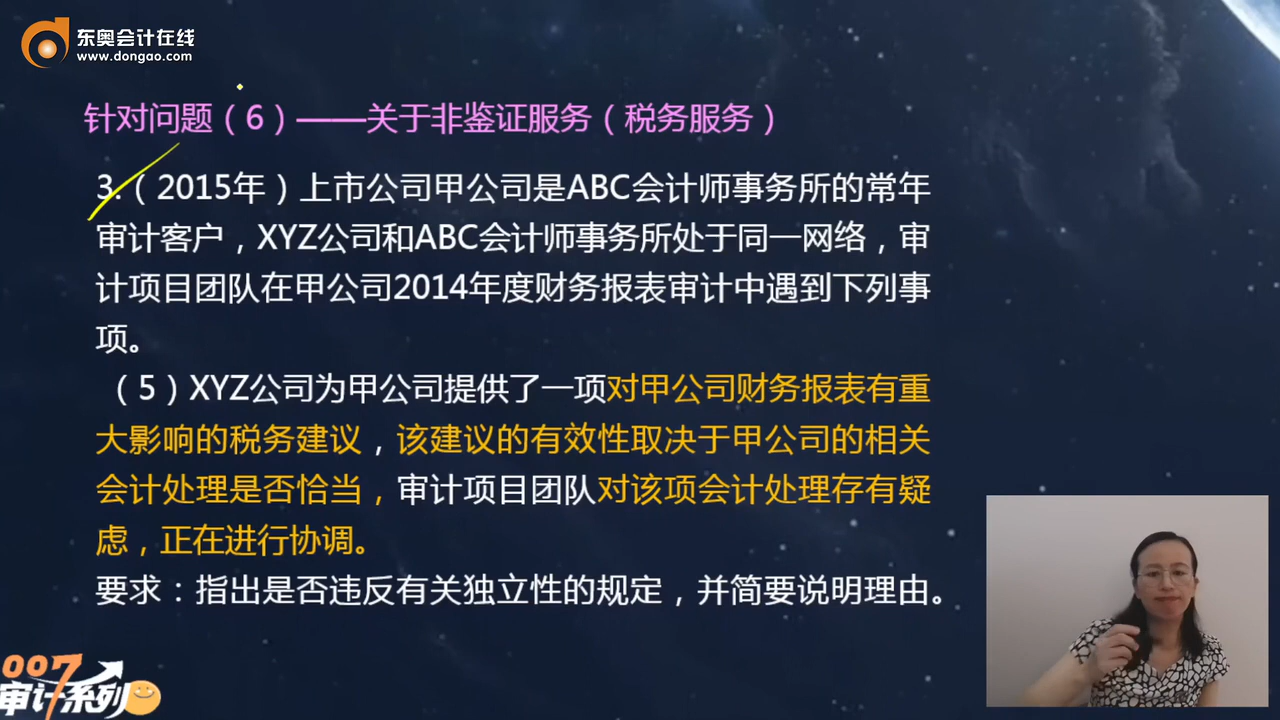 东奥会计在线
www.dongao.com
针对问题（6）——关于非鉴证服务（税务服务）
3.（2015年）上市公司甲公司是ABC会计师事务所的常年
审计客户，XYZ公司和ABC会计师事务所处于同一网络，审
计项目团队在甲公司2014年度财务报表审计中遇到下列事
项。
（5）XYZ公司为甲公司提供了一项对甲公司财务报表有重
大影响的税务建议，该建议的有效性取决于甲公司的相关
会计处理是否恰当，审计项目团队对该项会计处理存有疑
虑，正在进行协调。
要求：指出是否违反有关独立性的规定，并简要说明理由。
007
审计系列